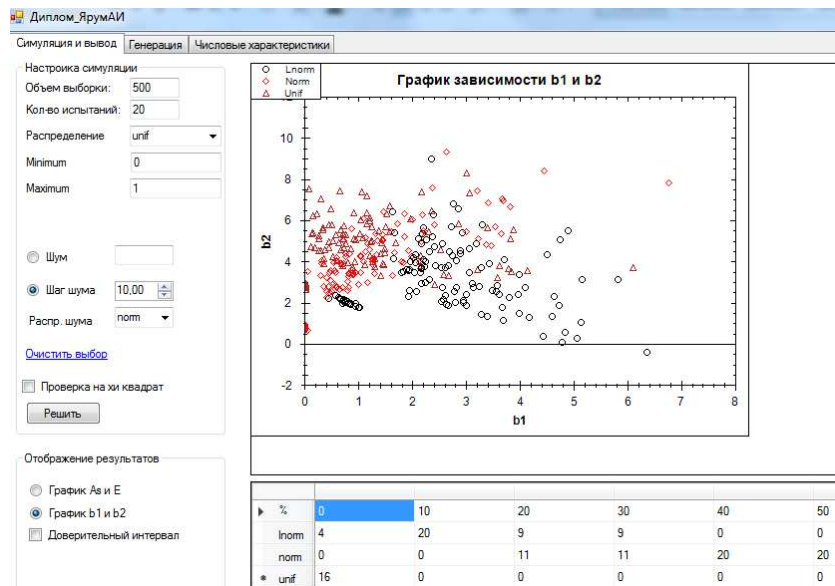 Диплом_ЯрумАИ
Симуляция и вывод Генерация Числовые характеристики
Настройка симуляции
Объем выборки: 500
Кол-во испытаний: 20
Распределение unif
Minimum 0
Maximum 1
Шум
Шаг шума 10,00
Распр. шума norm
Очистить выбор
Проверка на хи квадрат
Решить
Отображение результатов
График As и E
График b1 и b2
Доверительный интервал
Lnorm
Norm
Unif
График зависимости b1 и b2
12
10
8
6
4
2
0
-2
b2
0 1 2 3 4 5 6 7 8
b1
% 0 10 20 30 40 50
lnorm 4 20 9 9 0 0
norm 0 0 11 11 20 20
unif 16 0 0 0 0 0